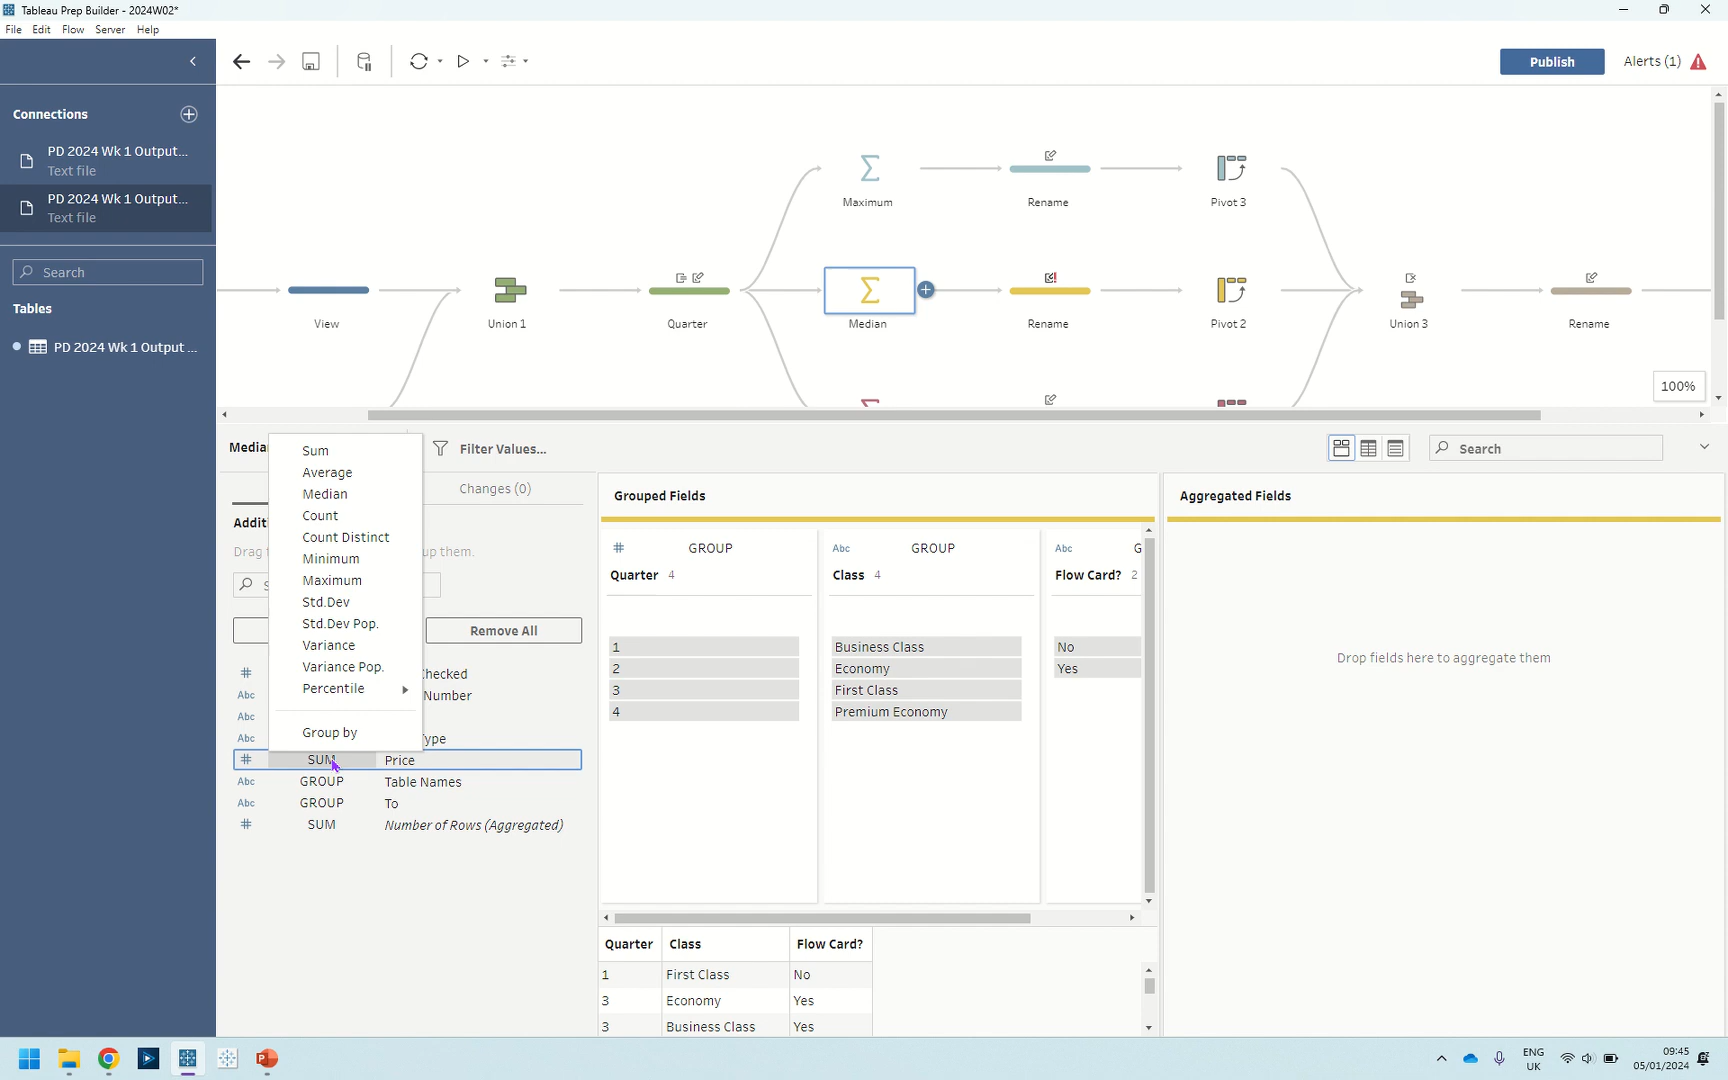 Tableau Prep Builder - 2024W02*
File Edit Flow Server Help
Publish
Alerts (1)
Connections
PD 2024 Wk 1 Output...
Text file
PD 2024 Wk 1 Output...
Text file
Search
Tables
PD 2024 Wk 1 Output ...
Maximum
Rename
Pivot 3
View
Union 1
Quarter
Median
Rename
Pivot 2
Union 3
Rename
100%
Filter Values...
Search
Changes (0)
Sum
Average
Median
Count
Count Distinct
Minimum
Maximum
Std.Dev
Std.Dev Pop.
Variance
Variance Pop.
Percentile
Group by
Remove All
Number
# SUM Price
Abc GROUP Table Names
Abc GROUP To
# SUM Number of Rows (Aggregated)
Grouped Fields
# GROUP
Quarter 4
1
2
3
4
Abc GROUP
Class 4
Business Class
Economy
First Class
Premium Economy
Abc G
Flow Card? 2
No
Yes
Quarter Class Flow Card?
1 First Class No
3 Economy Yes
3 Business Class Yes
Aggregated Fields
Drop fields here to aggregate them
ENG
UK
09:45
05/01/2024